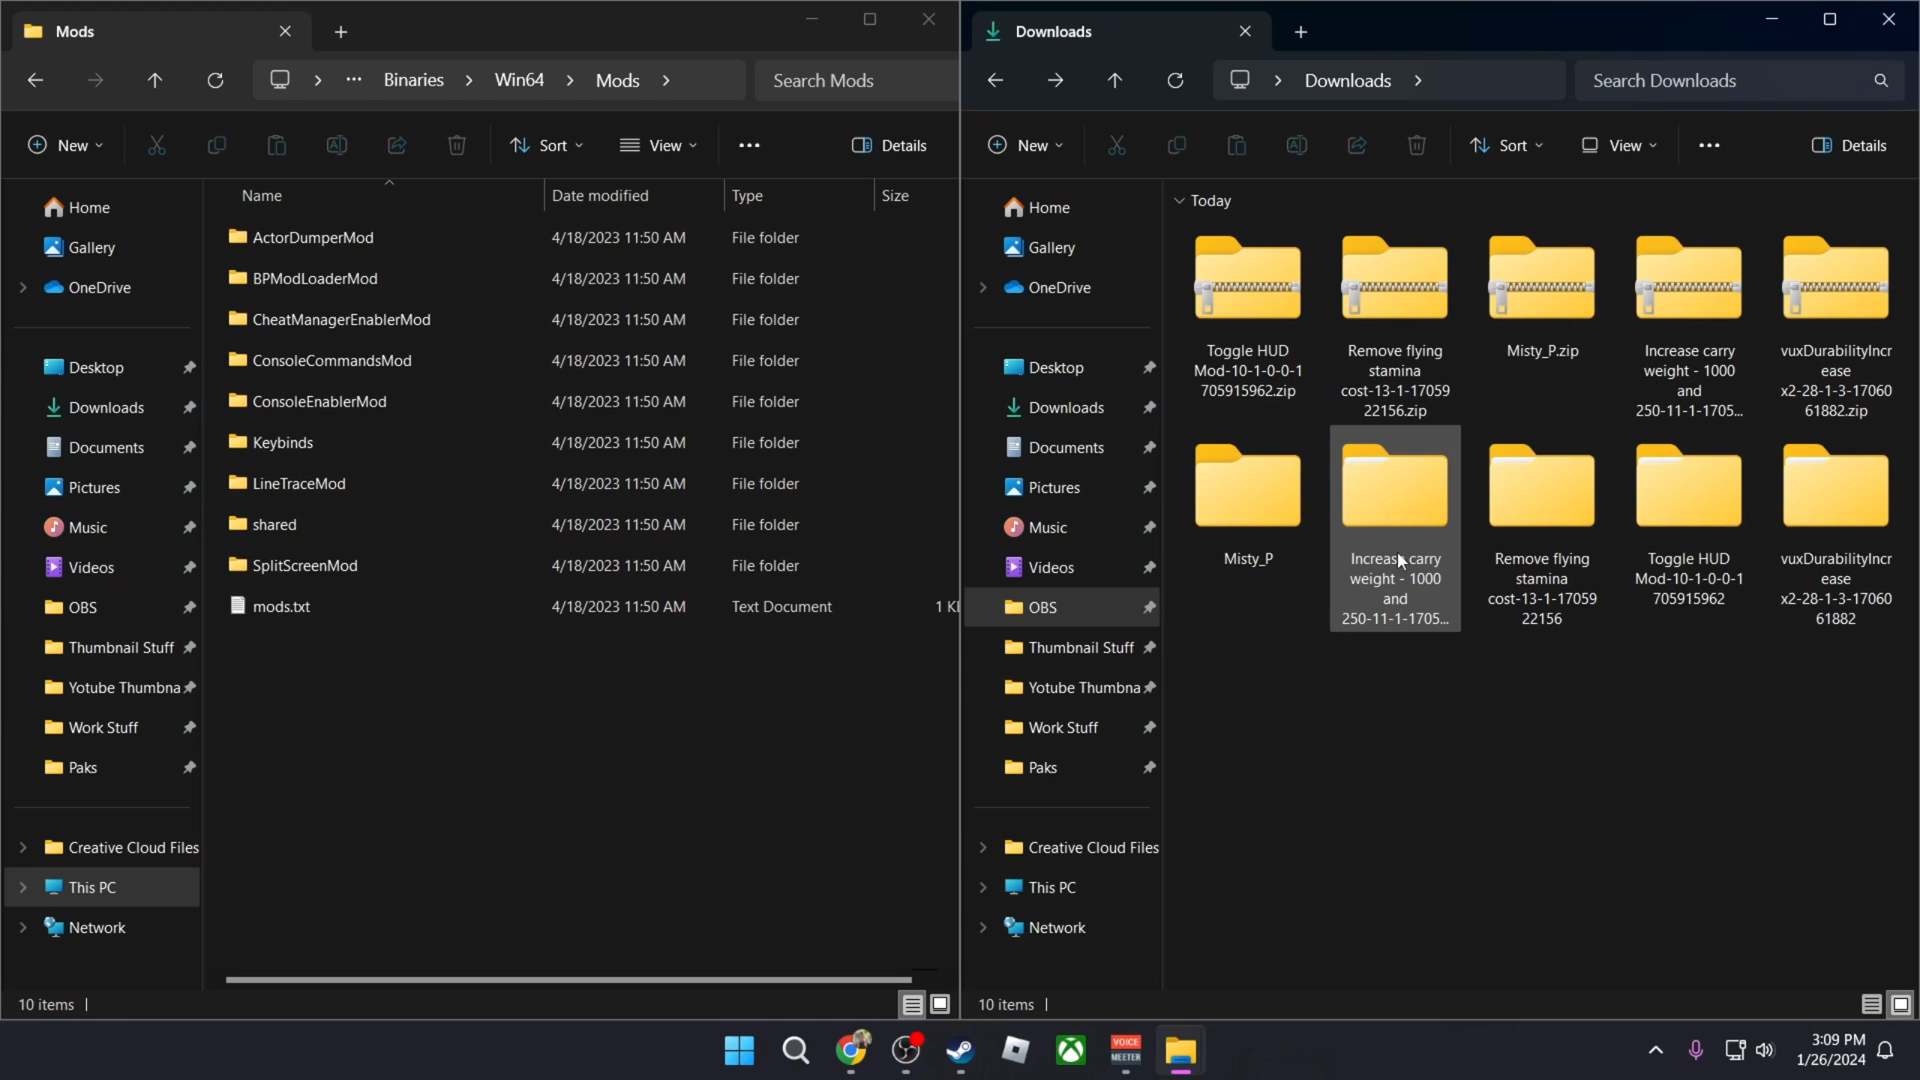 Mods
Binaries
Win64
Mods
Search Mods
New
Sort
View
Details
Home
Gallery
OneDrive
Desktop
Downloads
Documents
Pictures
Music
Videos
OBS
Thumbnail Stuff
Yotube Thumbna
Work Stuff
Paks
Creative Cloud Files
This PC
Network
Name
Date modified
Type
Size
ActorDumperMod 4/18/2023 11:50 AM File folder
BPModLoaderMod 4/18/2023 11:50 AM File folder
CheatManagerEnablerMod 4/18/2023 11:50 AM File folder
ConsoleCommandsMod 4/18/2023 11:50 AM File folder
ConsoleEnablerMod 4/18/2023 11:50 AM File folder
Keybinds 4/18/2023 11:50 AM File folder
LineTraceMod 4/18/2023 11:50 AM File folder
shared 4/18/2023 11:50 AM File folder
SplitScreenMod 4/18/2023 11:50 AM File folder
mods.txt 4/18/2023 11:50 AM Text Document 1
10 items
Downloads
Downloads
Search Downloads
New
Sort
View
Details
Home
Gallery
OneDrive
Desktop
Downloads
Documents
Pictures
Music
Videos
OBS
Thumbnail Stuff
Yotube Thumbna
Work Stuff
Paks
Creative Cloud Files
This PC
Network
Today
Toggle HUD
Mod-10-1-0-0-1
705915962.zip
Remove flying
stamina
cost-13-1-17059
22156.zip
Misty_P.zip
Increase carry
weight - 1000
and
250-11-1-1705...
vuxDurabilityIncr
ease
x2-28-1-3-17060
61882.zip
Misty_P
Increase carry
weight - 1000
and
250-11-1-1705...
Remove flying
stamina
cost-13-1-17059
22156
Toggle HUD
Mod-10-1-0-0-1
705915962
vuxDurabilityIncr
ease
x2-28-1-3-17060
61882
10 items
VOICE
MEETER
3:09 PM
1/26/2024